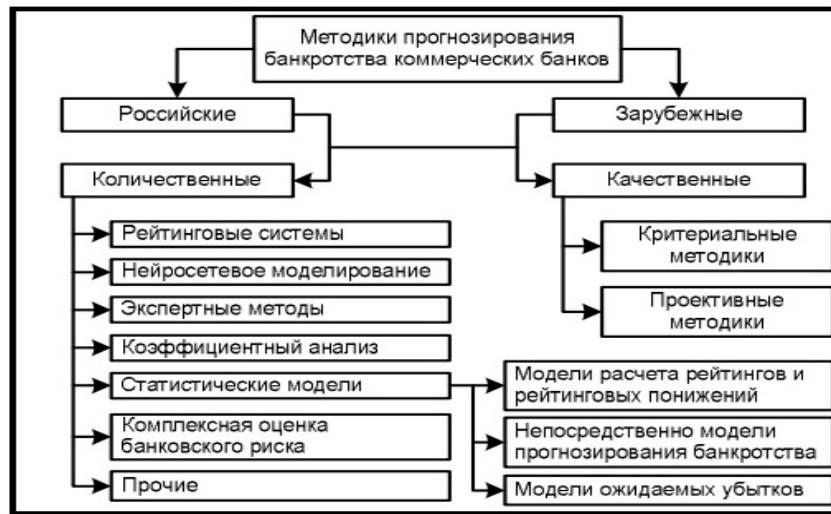 Методики прогнозирования
банкротства коммерческих банков
Российские
Зарубежные
Количественные
Качественные
Рейтинговые системы
Нейросетевое моделирование
Экспертные методы
Коэффициентный анализ
Статистические модели
Комплексная оценка
банковского риска
Прочие
Критериальные
методики
Проективные
методики
Модели расчета рейтингов и
рейтинговых понижений
Непосредственно модели
прогнозирования банкротства
Модели ожидаемых убытков